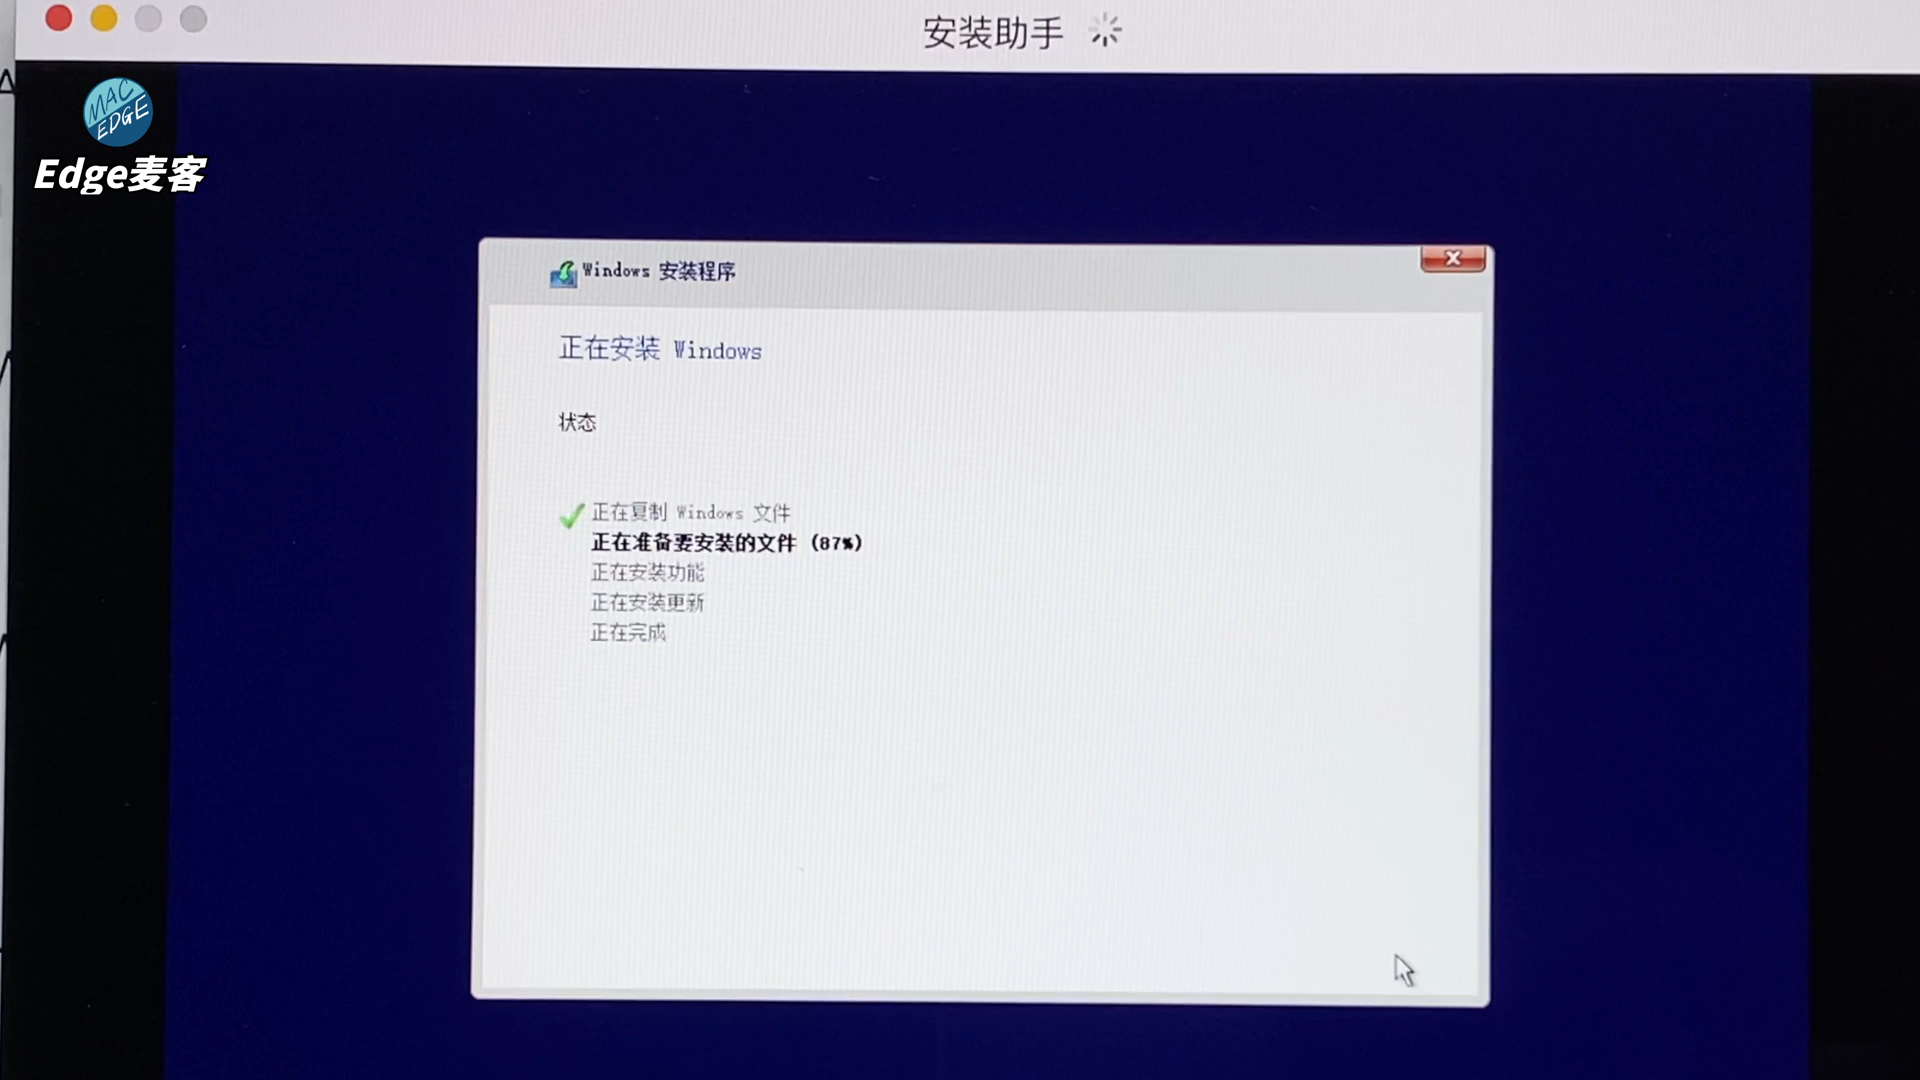 安装助手
MAC
EDGE
Edge麦客
Windows 安装程序
正在安装 Windows
状态
正在复制 Windows 文件
正在准备要安装的文件 (87%)
正在安装功能
正在安装更新
正在完成